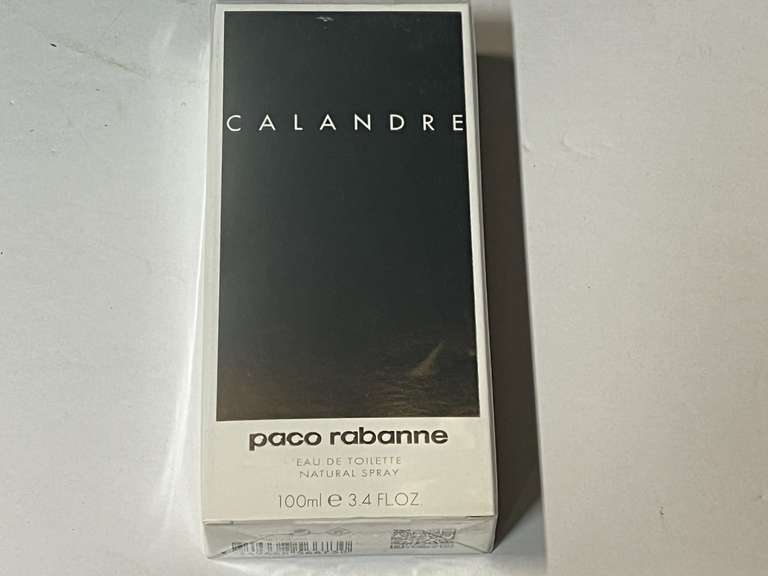 CALANDRE
paco rabanne
EAU DE TOILETTE
NATURAL SPRAY
100ml ℮ 3.4 FL.OZ.